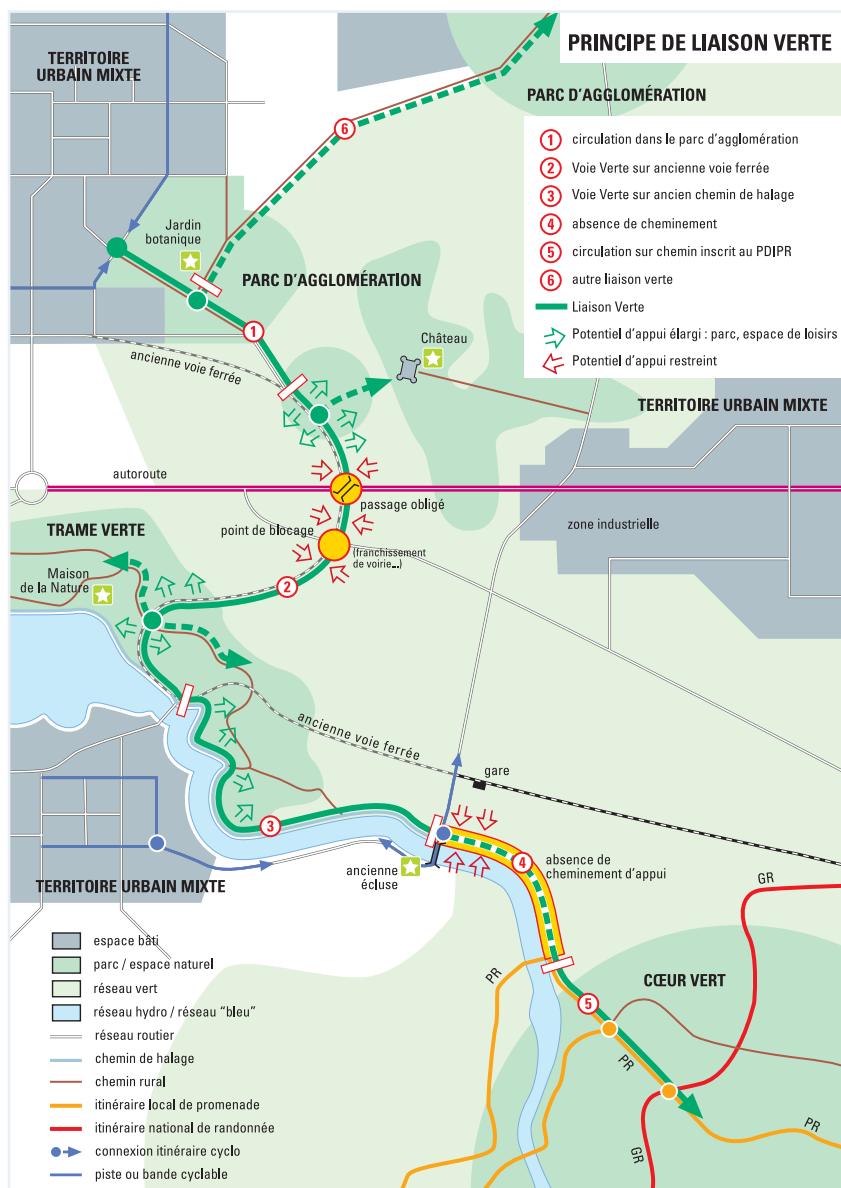 PRINCIPE DE LIAISON VERTE
TERRITOIRE
URBAIN MIXTE
PARC D'AGGLOMÉRATION
1 circulation dans le parc d'agglomération
2 Voie Verte sur ancienne voie ferrée
3 Voie Verte sur ancien chemin de halage
4 absence de cheminement
5 circulation sur chemin inscrit au PDIPR
6 autre liaison verte
Liaison Verte
Potentiel d'appui élargi : parc, espace de loisirs
Potentiel d'appui restreint
6
Jardin
botanique
PARC D'AGGLOMÉRATION
1
Château
ancienne voie ferrée
TERRITOIRE URBAIN MIXTE
autoroute
passage obligé
zone industrielle
TRAME VERTE
point de blocage
(franchissement
de voirie...)
Maison
de la Nature
2
ancienne voie ferrée
gare
3
4
absence de
cheminement d'appui
ancienne
écluse
TERRITOIRE URBAIN MIXTE
GR
PR
CŒUR VERT
5
PR
PR
GR
espace bâti
parc / espace naturel
réseau vert
réseau hydro / réseau "bleu"
réseau routier
chemin de halage
chemin rural
itinéraire local de promenade
itinéraire national de randonnée
connexion itinéraire cyclo
piste ou bande cyclable